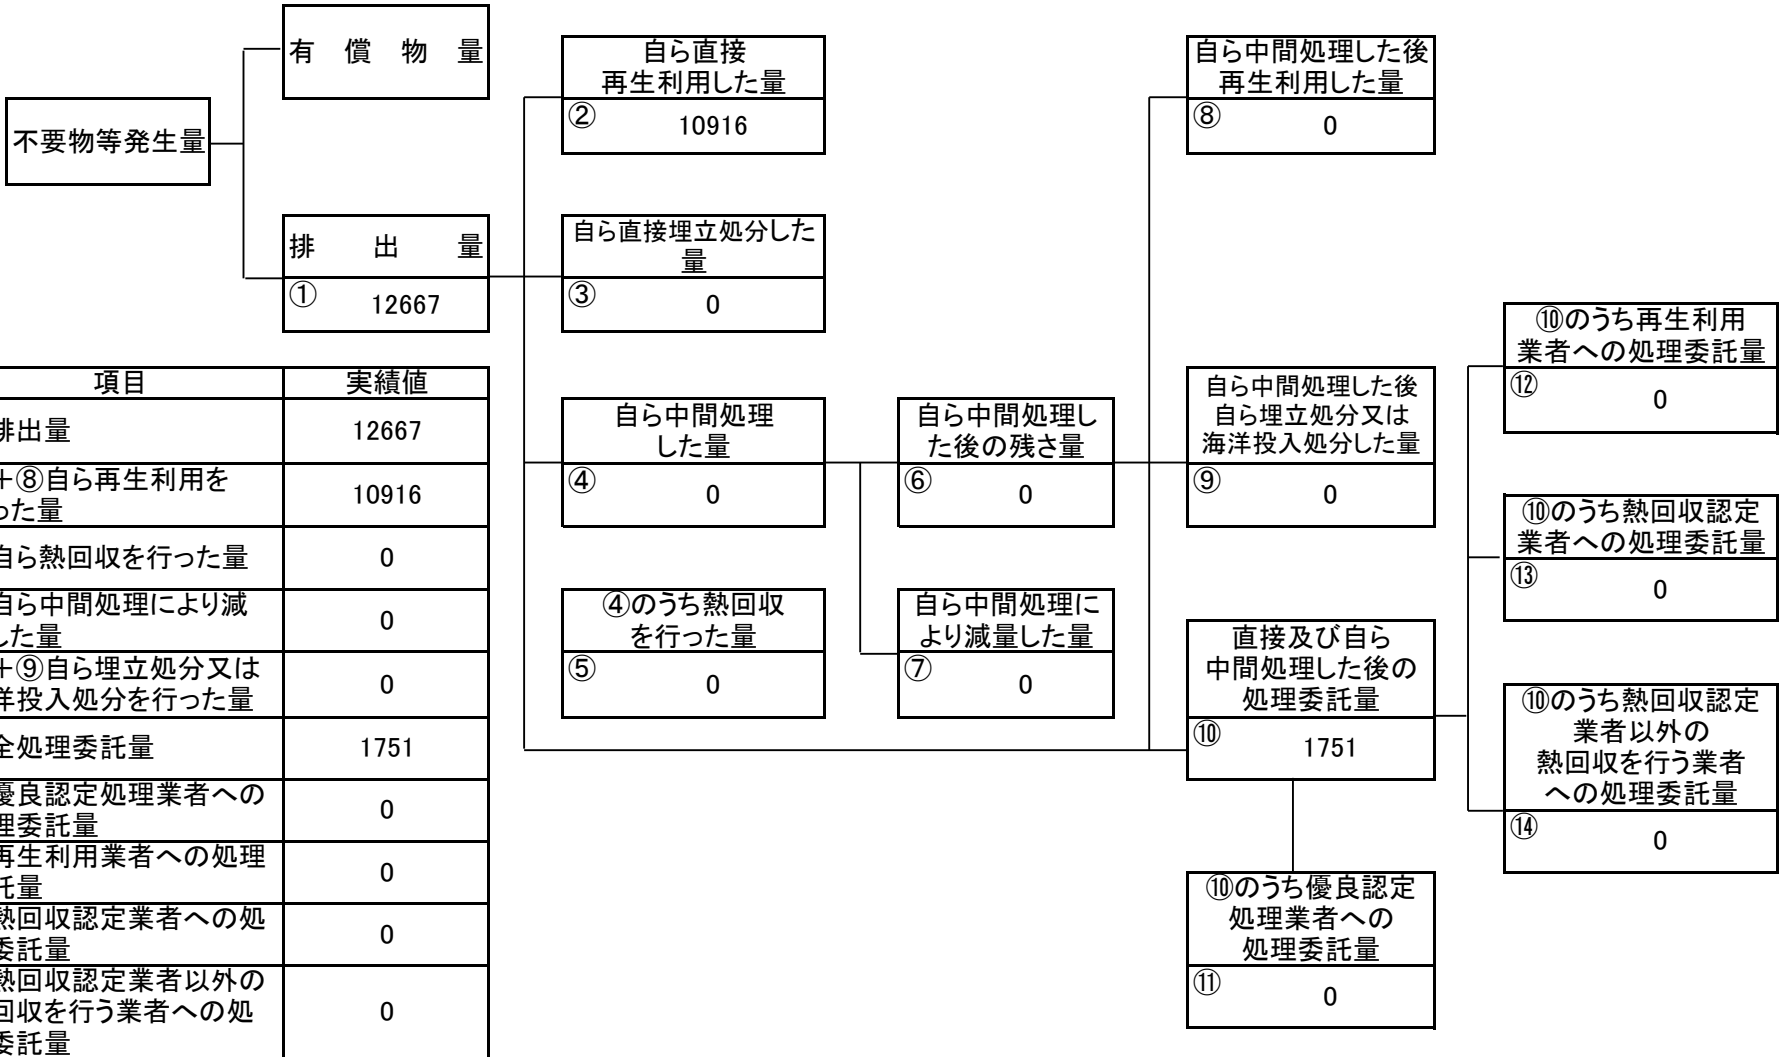 不要物等発生量
有　償　物　量
排　出　量
①
12667
自ら直接
再生利用した量
②
10916
自ら直接埋立処分した
量
③
0
自ら中間処理
した量
④
0
④のうち熱回収
を行った量
⑤
0
自ら中間処理し
た後の残さ量
⑥
0
自ら中間処理に
より減量した量
⑦
0
自ら中間処理した後
再生利用した量
⑧
0
自ら中間処理した後
自ら埋立処分又は
海洋投入処分した量
⑨
0
直接及び自ら
中間処理した後の
処理委託量
⑩
1751
⑩のうち優良認定
処理業者への
処理委託量
⑪
0
⑩のうち再生利用
業者への処理委託量
⑫
0
⑩のうち熱回収認定
業者への処理委託量
⑬
0
⑩のうち熱回収認定
業者以外の
熱回収を行う業者
への処理委託量
⑭
0
項目
実績値
排出量
12667
＋⑧自ら再生利用を
った量
10916
自ら熱回収を行った量
0
自ら中間処理により減
した量
0
＋⑨自ら埋立処分又は
洋投入処分を行った量
0
全処理委託量
1751
優良認定処理業者への
理委託量
0
再生利用業者への処理
託量
0
熱回収認定業者への処
委託量
0
熱回収認定業者以外の
回収を行う業者への処
委託量
0